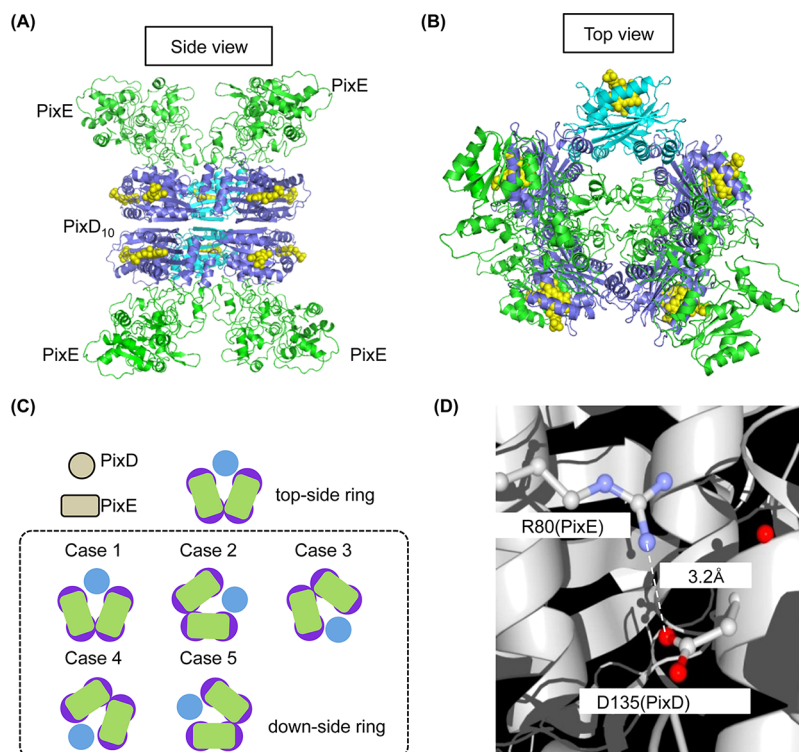 (A)
Side view
PixE
PixE
PixD10
PixE
PixE
(B)
Top view
(C)
PixD
PixE
top-side ring
Case 1
Case 2
Case 3
Case 4
Case 5
down-side ring
(D)
R80(PixE)
3.2Å
D135(PixD)